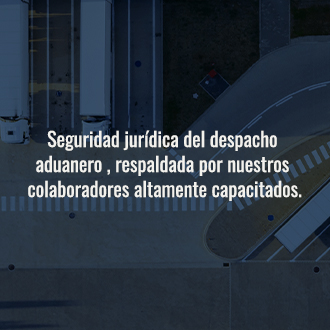 Seguridad jurídica del despacho
aduanero , respaldada por nuestros
colaboradores altamente capacitados.